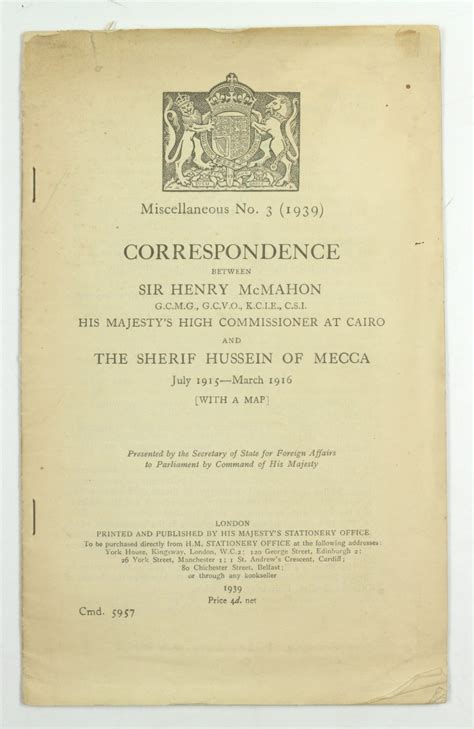 Miscellaneous No. 3 (1939)
CORRESPONDENCE
BETWEEN
SIR HENRY McMAHON
G.C.M.G., G.C.V.O., K.C.I.E., C.S.I.
HIS MAJESTY'S HIGH COMMISSIONER AT CAIRO
AND
THE SHERIF HUSSEIN OF MECCA
July 1915—March 1916
[WITH A MAP]
Presented by the Secretary of State for Foreign Affairs
to Parliament by Command of His Majesty
LONDON
PRINTED AND PUBLISHED BY HIS MAJESTY'S STATIONERY OFFICE
To be purchased directly from H.M. STATIONERY OFFICE at the following addresses:
York House, Kingsway, London, W.C.2; 120 George Street, Edinburgh 2;
26 York Street, Manchester 1; 1 St. Andrew's Crescent, Cardiff;
80 Chichester Street, Belfast;
or through any bookseller
1939
Price 4d. net
Cmd. 5957